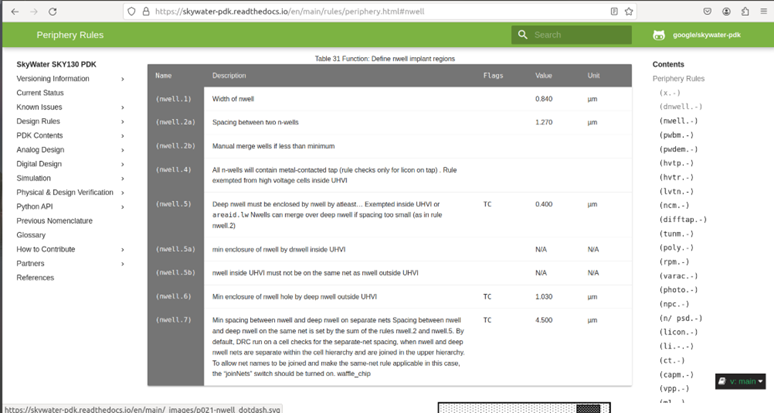 https://skywater-pdk.readthedocs.io/en/main/rules/periphery.html#nwell
Periphery Rules
Search
google/skywater-pdk
SkyWater SKY130 PDK
Versioning Information
Current Status
Known Issues
Design Rules
PDK Contents
Analog Design
Digital Design
Simulation
Physical & Design Verification
Python API
Previous Nomenclature
Glossary
How to Contribute
Partners
References
Table 31 Function: Define nwell implant regions
Name Description Flags Value Unit
(nwell.1) Width of nwell 0.840 µm
(nwell.2a) Spacing between two n-wells 1.270 µm
(nwell.2b) Manual merge wells if less than minimum
(nwell.4) All n-wells will contain metal-contacted tap (rule checks only for licon on tap) . Rule
exempted from high voltage cells inside UHVI
(nwell.5) Deep nwell must be enclosed by nwell by atleast… Exempted inside UHVI or TC 0.400 µm
areaid.lw Nwells can merge over deep nwell if spacing too small (as in rule
nwell.2)
(nwell.5a) min enclosure of nwell by dnwell inside UHVI N/A N/A
(nwell.5b) nwell inside UHVI must not be on the same net as nwell outside UHVI N/A N/A
(nwell.6) Min enclosure of nwell hole by deep nwell outside UHVI TC 1.030 µm
(nwell.7) Min spacing between nwell and deep nwell on separate nets Spacing between nwell TC 4.500 µm
and deep nwell on the same net is set by the sum of the rules nwell.2 and nwell.5. By
default, DRC run on a cell checks for the separate-net spacing, when nwell and deep
nwell nets are separate within the cell hierarchy and are joined in the upper hierarchy.
To allow net names to be joined and make the same-net rule applicable in this case,
the "joinNets" switch should be turned on. waffle_chip
Contents
Periphery Rules
(x.-)
(dnwell.-)
(nwell.-)
(pwbm.-)
(pwdem.-)
(hvtp.-)
(hvtr.-)
(lvtn.-)
(ncm.-)
(difftap.-)
(tunm.-)
(poly.-)
(rpm.-)
(varac.-)
(photo.-)
(npc.-)
(n/ psd.-)
(licon.-)
(li.-.-)
(ct.-)
(capm.-)
(vpp.-)
(m1.-)
v: main
https://skywater-pdk.readthedocs.io/en/main/_images/p021-nwell_dotdash.svg